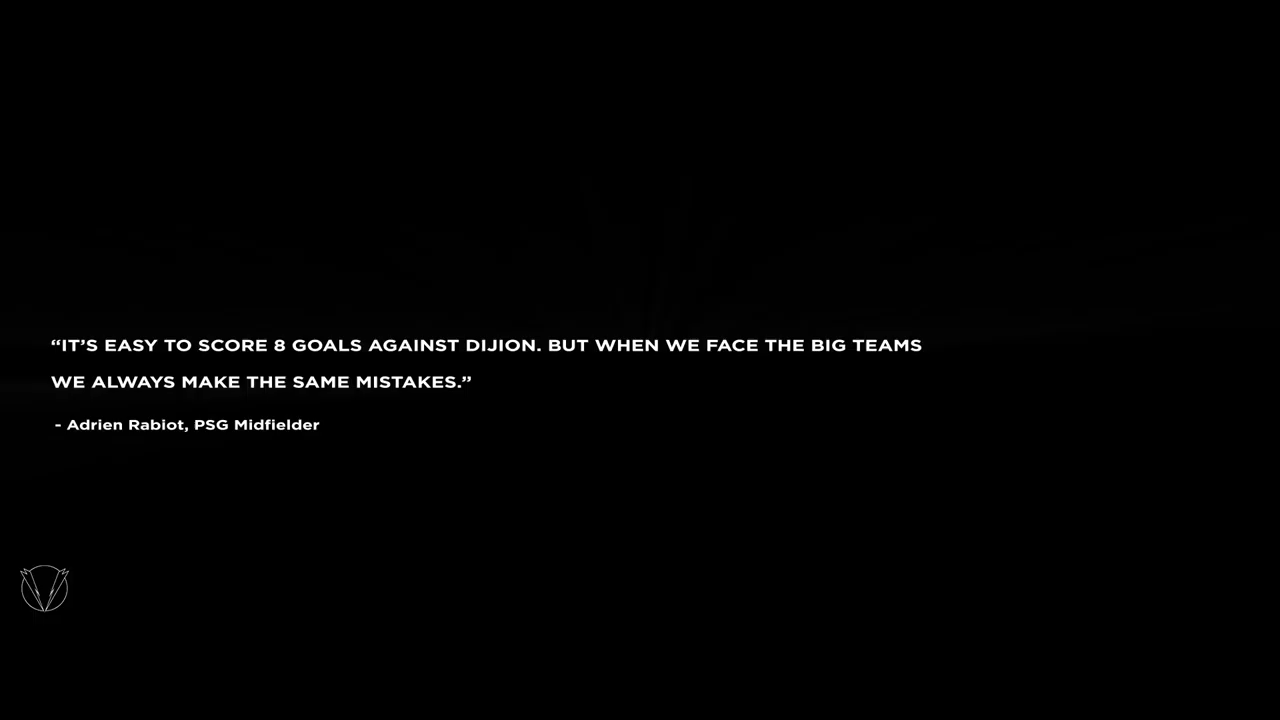 “IT’S EASY TO SCORE 8 GOALS AGAINST DIJION. BUT WHEN WE FACE THE BIG TEAMS
WE ALWAYS MAKE THE SAME MISTAKES.”
- Adrien Rabiot, PSG Midfielder